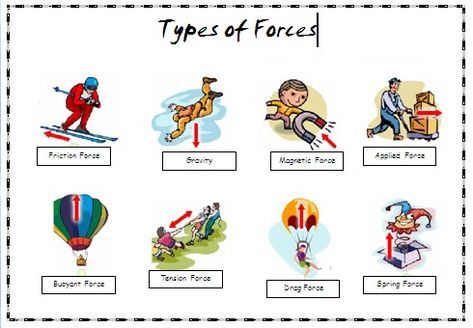 Types of Forces
Friction Force
Gravity
Magnetic Force
Applied Force
Buoyant Force
Tension Force
Drag Force
Spring Force